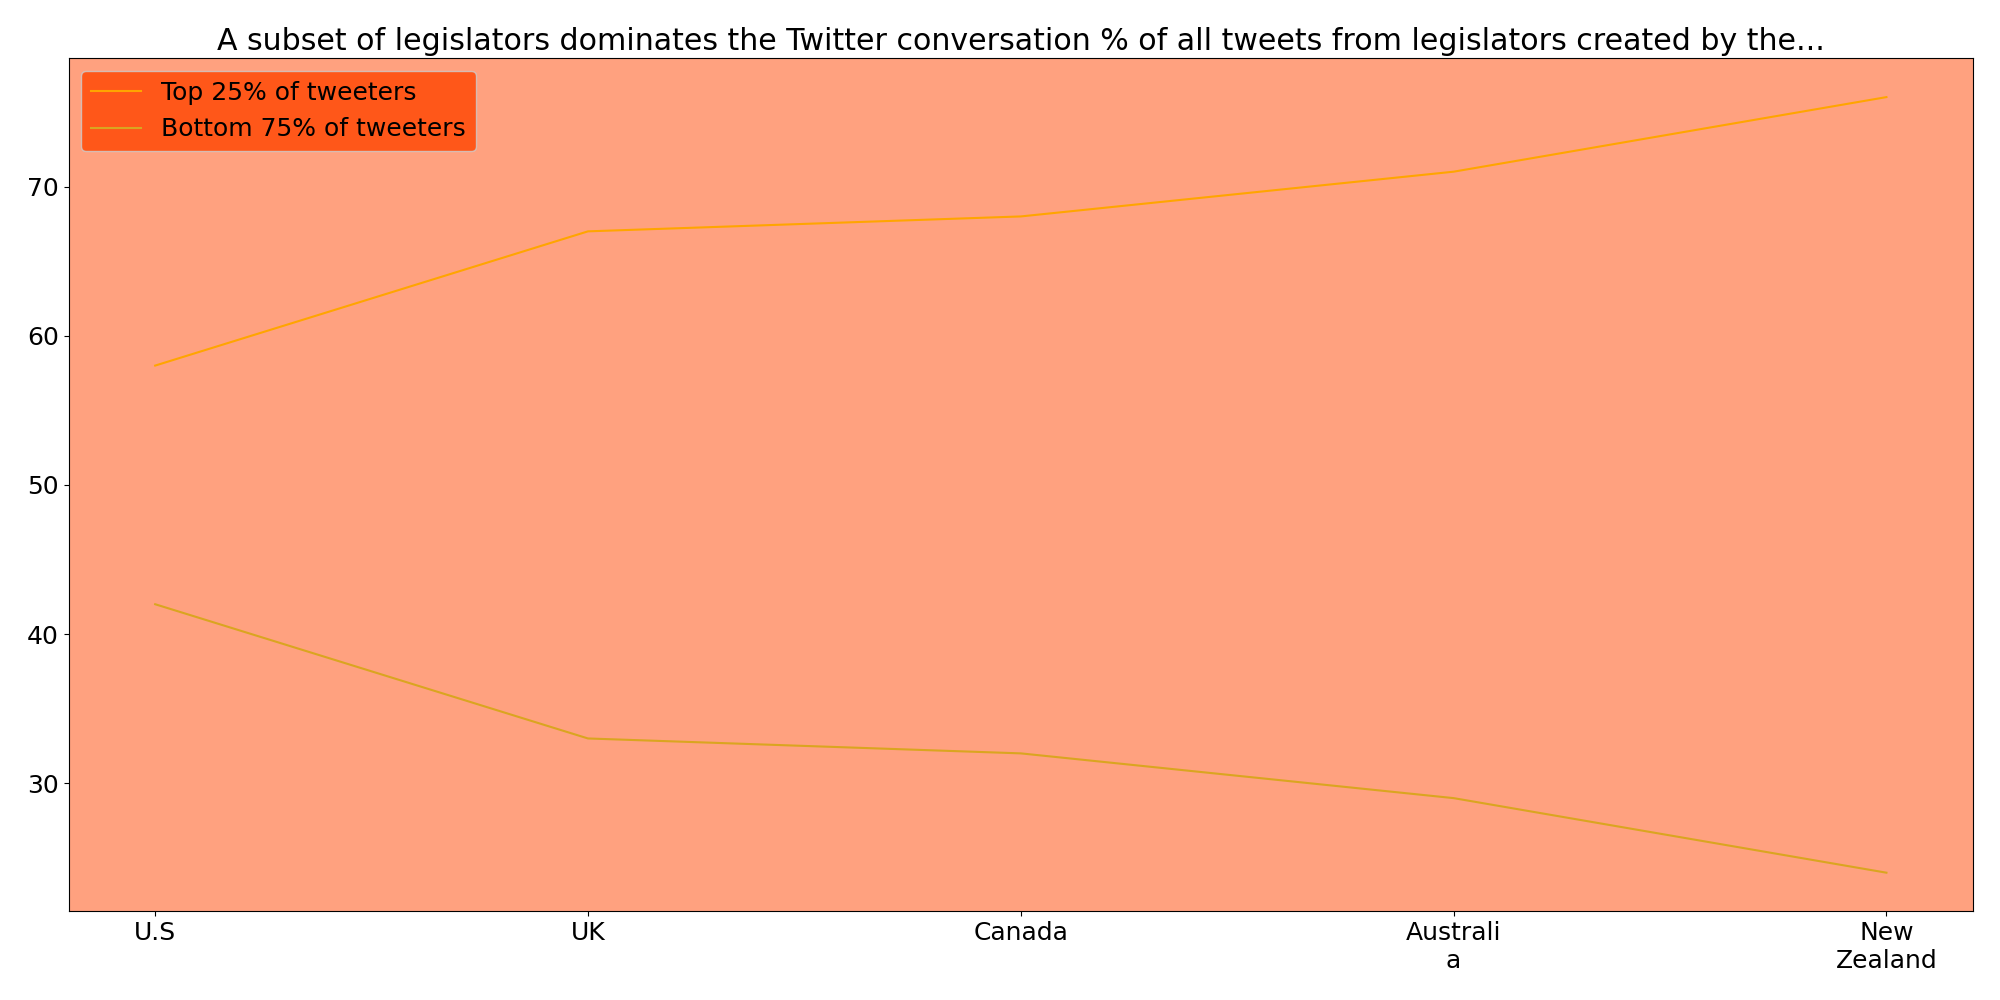 A subset of legislators dominates the Twitter conversation % of all tweets from legislators created by the...
Top 25% of tweeters
Bottom 75% of tweeters
70
60
50
40
30
U.S
UK
Canada
Australi
a
New
Zealand